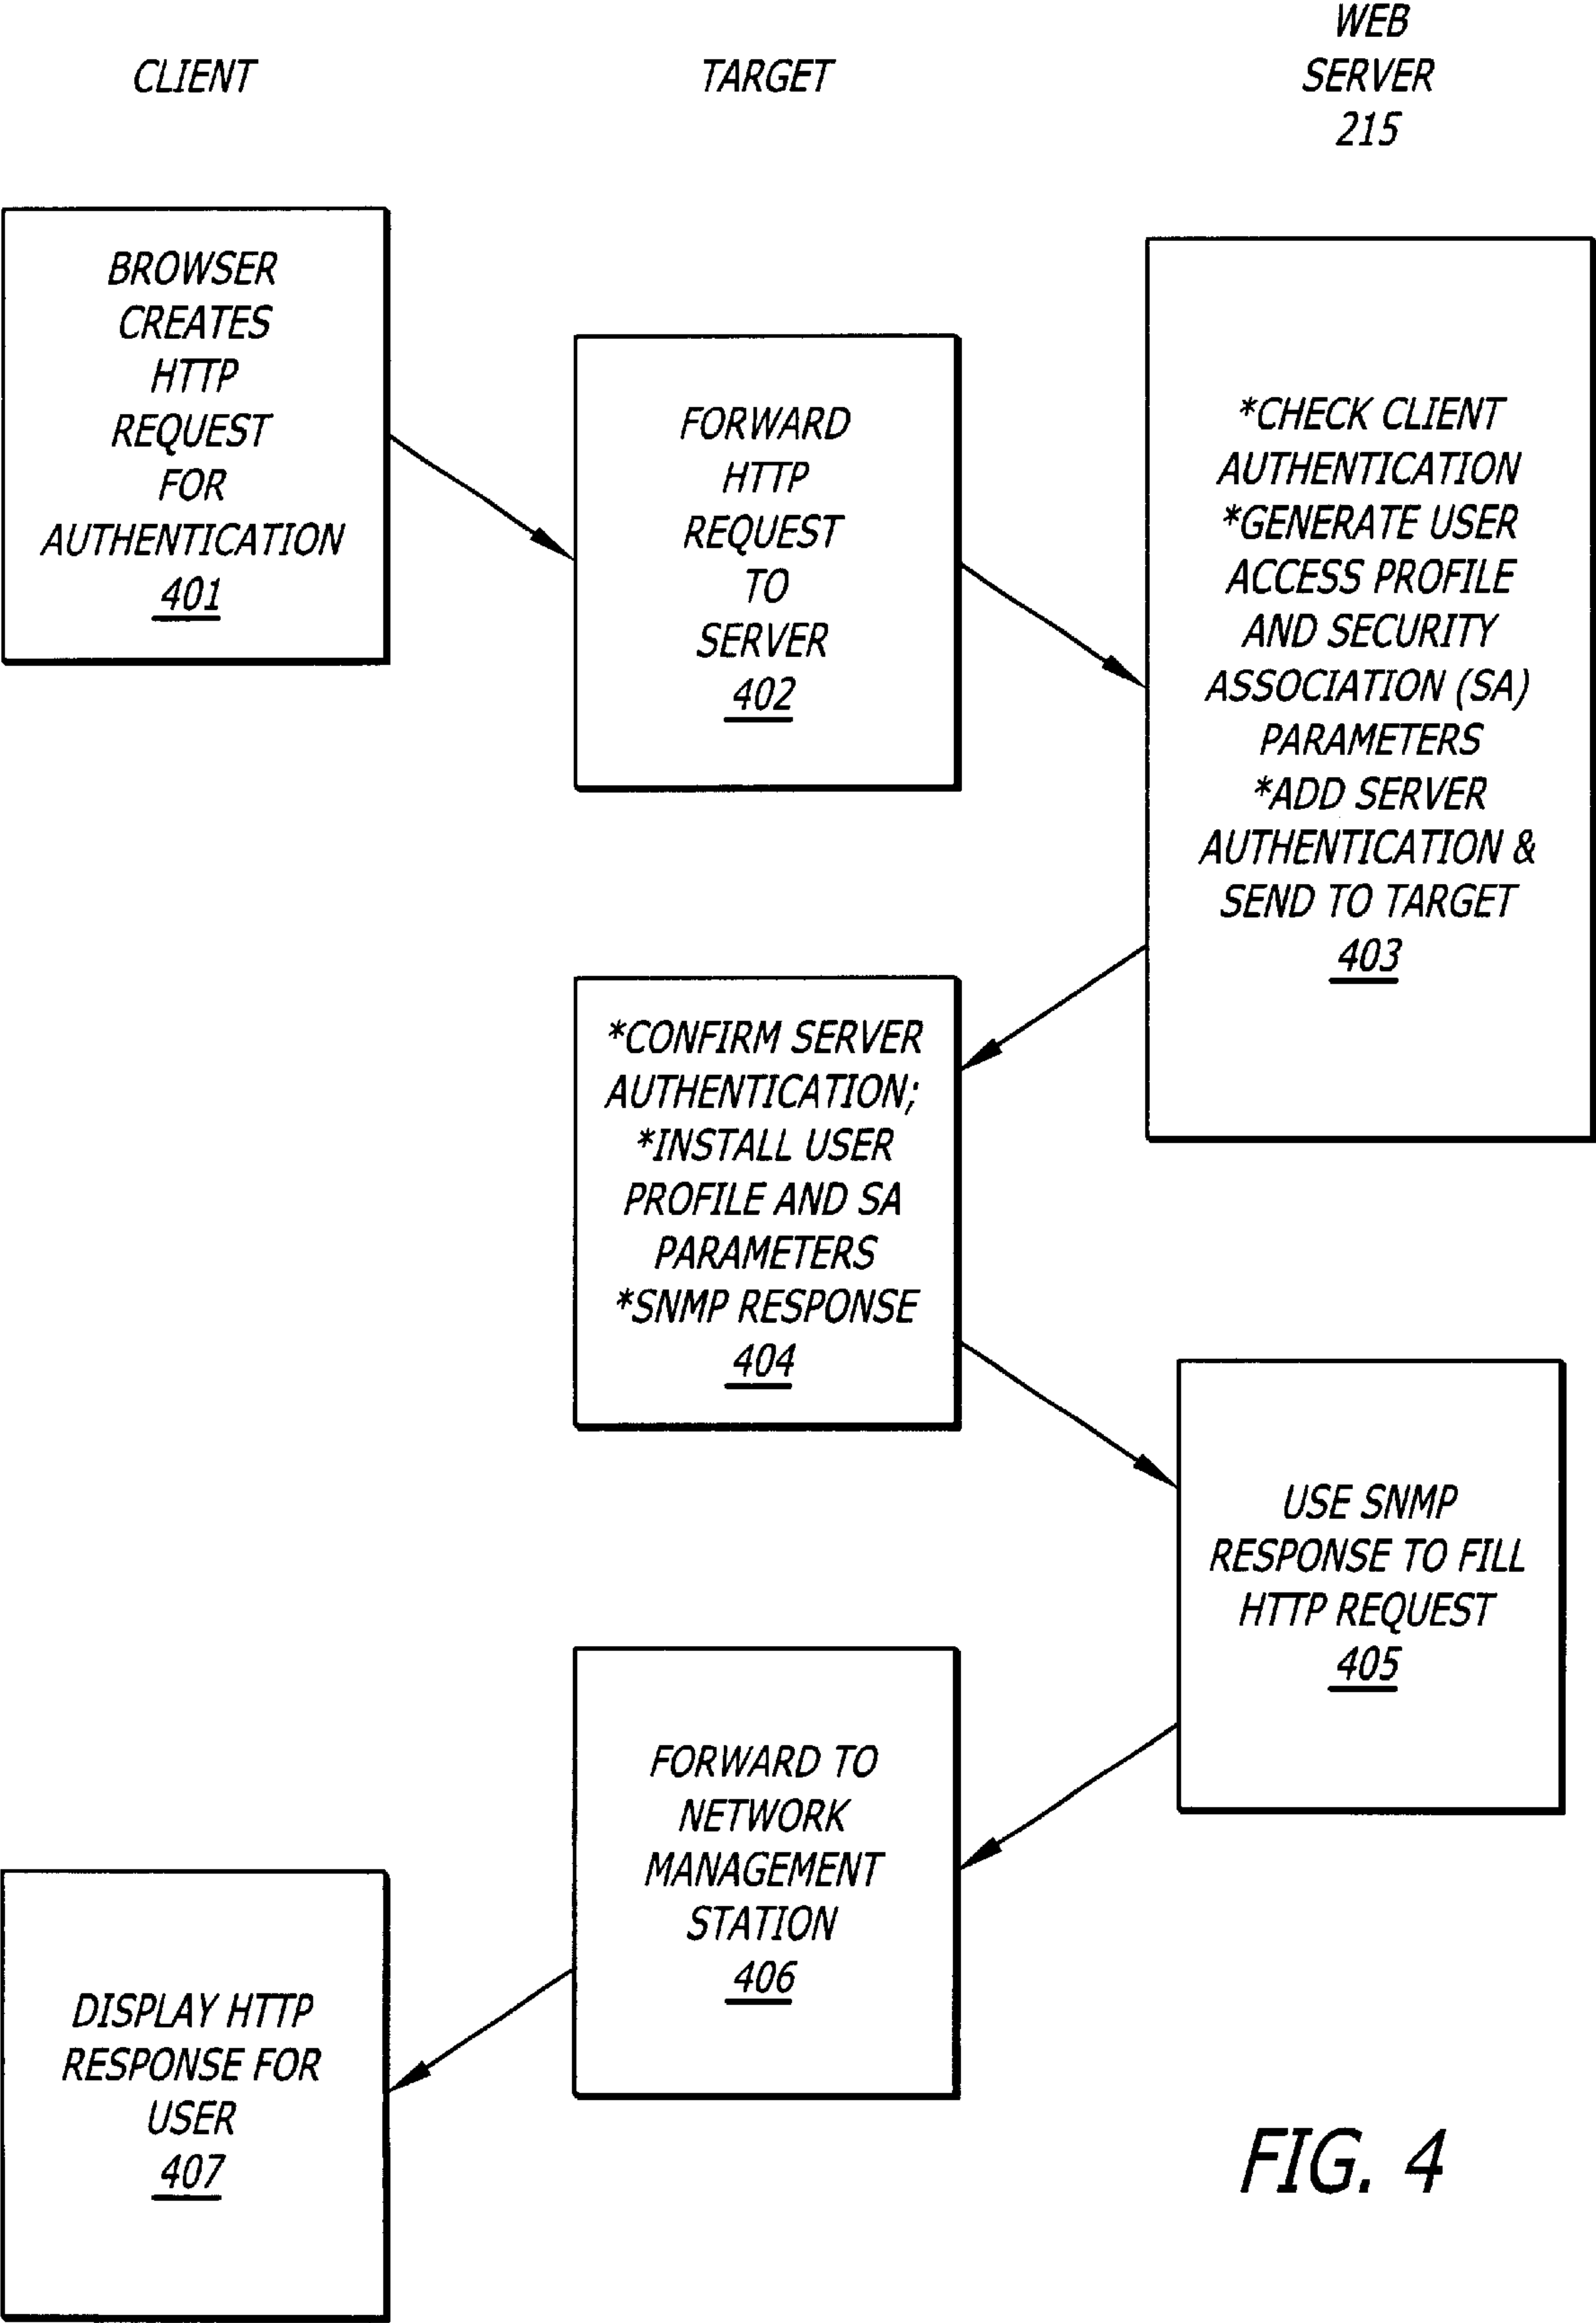 CLIENT
TARGET
WEB
SERVER
215
BROWSER
CREATES
HTTP
REQUEST
FOR
AUTHENTICATION
401
FORWARD
HTTP
REQUEST
TO
SERVER
402
*CHECK CLIENT
AUTHENTICATION
*GENERATE USER
ACCESS PROFILE
AND SECURITY
ASSOCIATION (SA)
PARAMETERS
*ADD SERVER
AUTHENTICATION &
SEND TO TARGET
403
*CONFIRM SERVER
AUTHENTICATION;
*INSTALL USER
PROFILE AND SA
PARAMETERS
*SNMP RESPONSE
404
USE SNMP
RESPONSE TO FILL
HTTP REQUEST
405
FORWARD TO
NETWORK
MANAGEMENT
STATION
406
DISPLAY HTTP
RESPONSE FOR
USER
407
FIG. 4